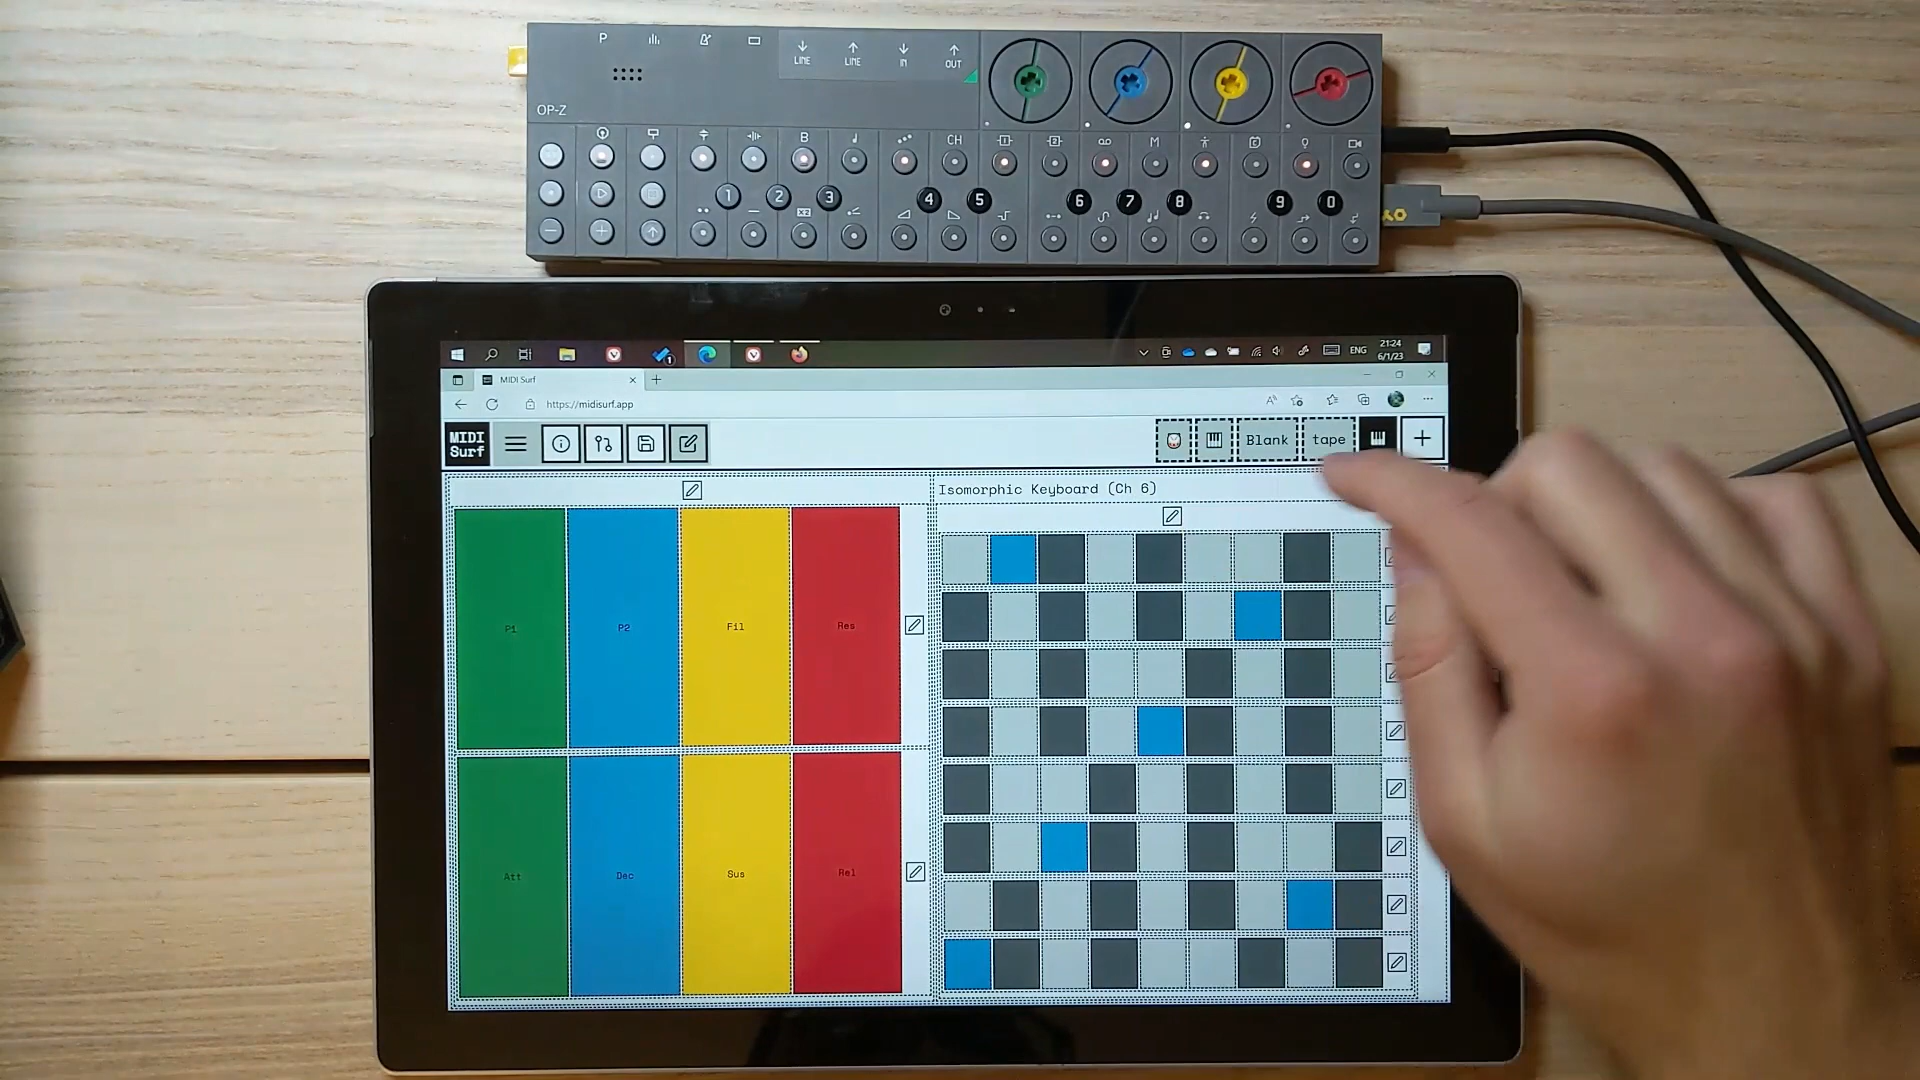 P
LINE LINE IN OUT
OP-Z
B CH M
1 2 3 4 5 6 7 8 9 0
X2
1
ENG
21:24
6/1/23
MIDI Surf
https://midisurf.app
MIDI
Surf
Blank
tape
Isomorphic Keyboard (Ch 6)
P1 P2 Fil Res
Att Dec Sus Rel